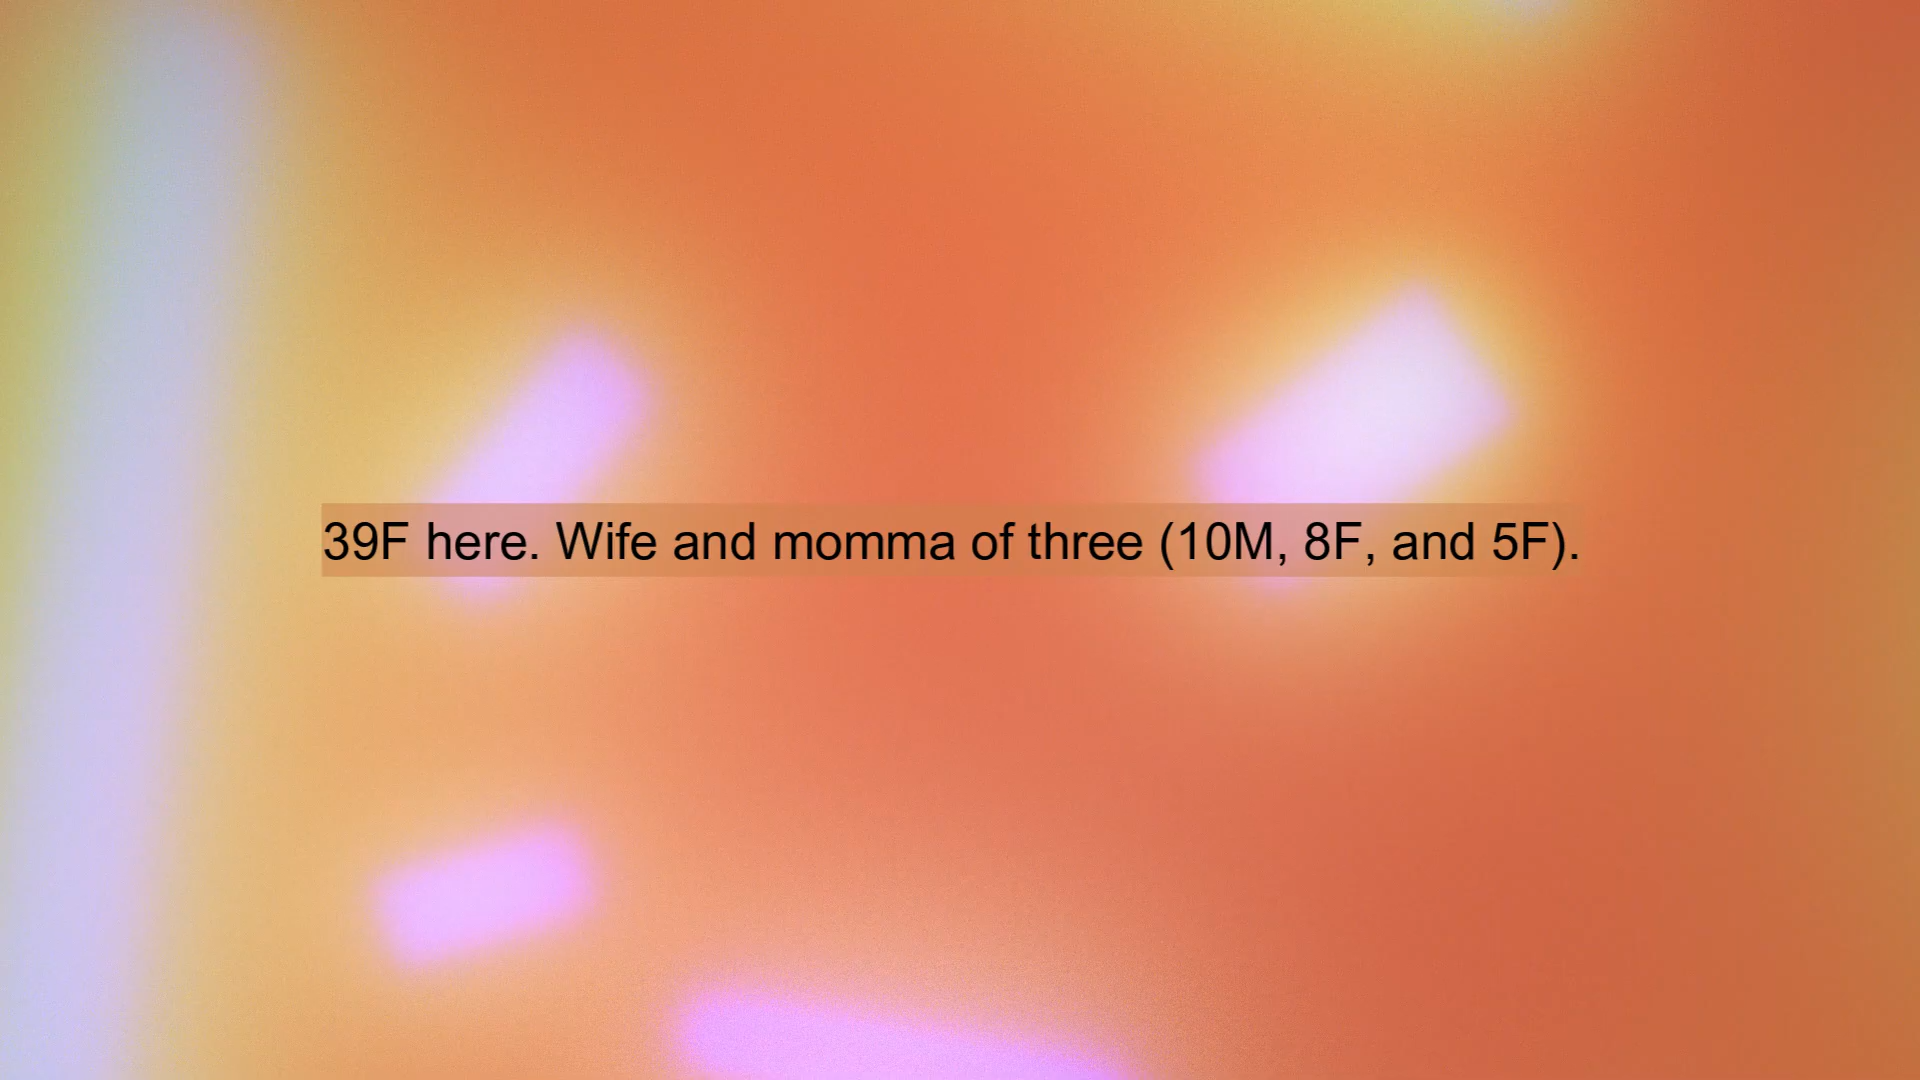 39F here. Wife and momma of three (10M, 8F, and 5F).